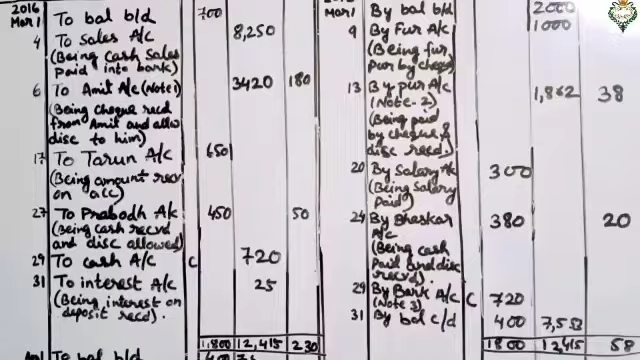 2016
Mar 1 To bal b/d 700
4 To Sales A/c 8,250
(Being Cash Sales
Paid into bank)
6 To Amit A/c (Note 1) 3420 180
(Being Cheque recd
from Amit and allo
disc to him)
17 To Tarun A/c 650
(Being amount rec
on a/c)
27 To Prabodh A/c 450 50
(Being Cash recvd
and disc allowed)
29 To cash A/c C 720
31 To interest A/c 25
(Being interest on
deposit recd).
1,800 12,415 230
To bal b/d 400
Mar 1 By bal b/d 2000
9 By Fur A/c 1000
(Being fur,
pur by cheque)
13 By pur A/c 1,862 38
(Note-2)
(Being paid
by cheque &
disc recd).
20 By Salary A/c 300
(Being Salary
Paid)
24 By Bhaskar 380 20
A/c
(Being cash
Paid and disc
recvd).
29 By Bank A/c C 720
(Note 3)
31 By bal c/d 400 7,553
1800 12,415 58